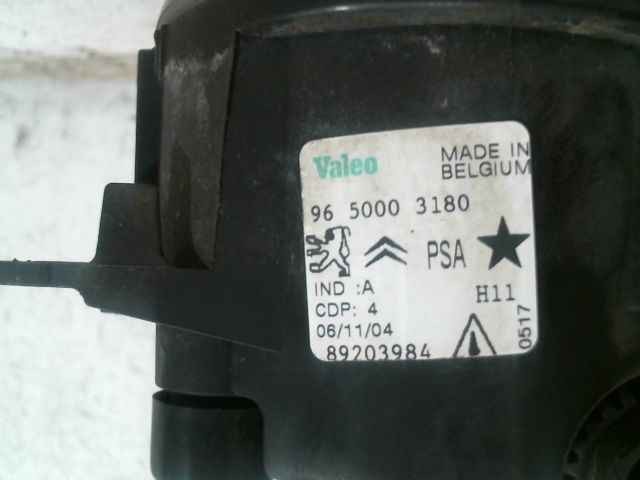 Valeo MADE IN
BELGIUM
96 5000 3180
PSA
IND :A H11
CDP: 4
06/11/04
89203984
0517